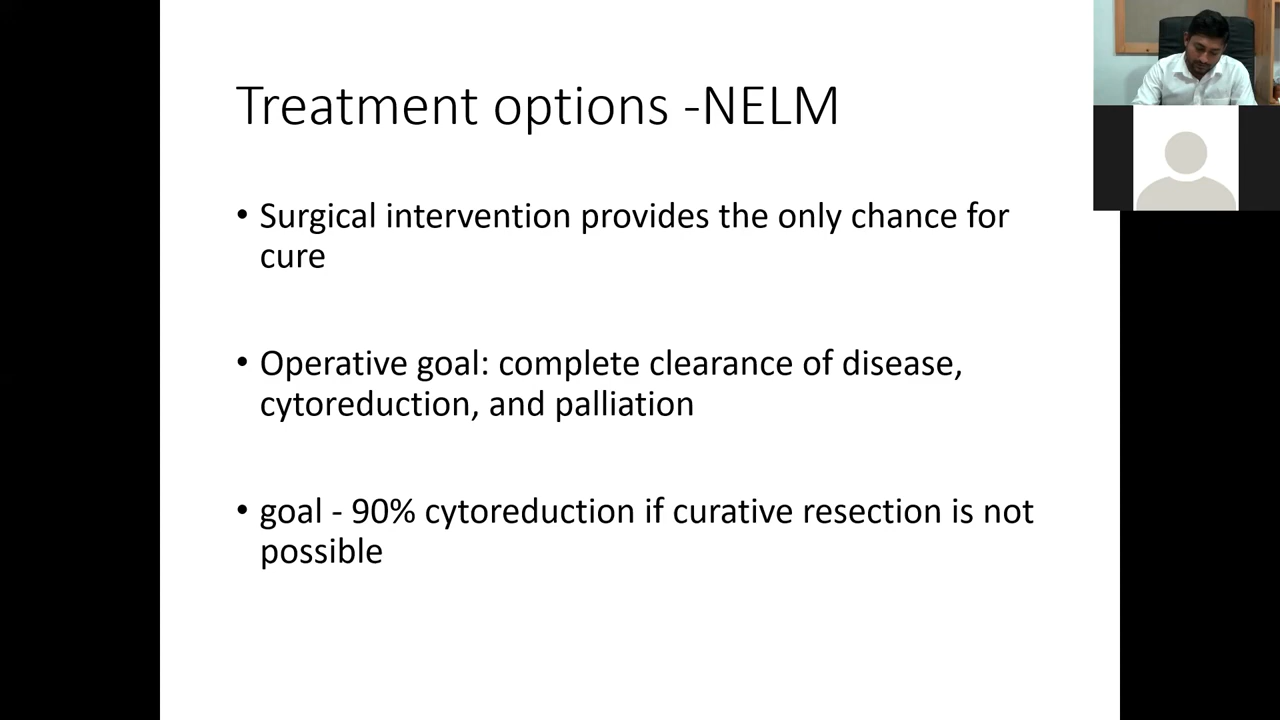 Treatment options -NELM
• Surgical intervention provides the only chance for
cure
• Operative goal: complete clearance of disease,
cytoreduction, and palliation
• goal - 90% cytoreduction if curative resection is not
possible